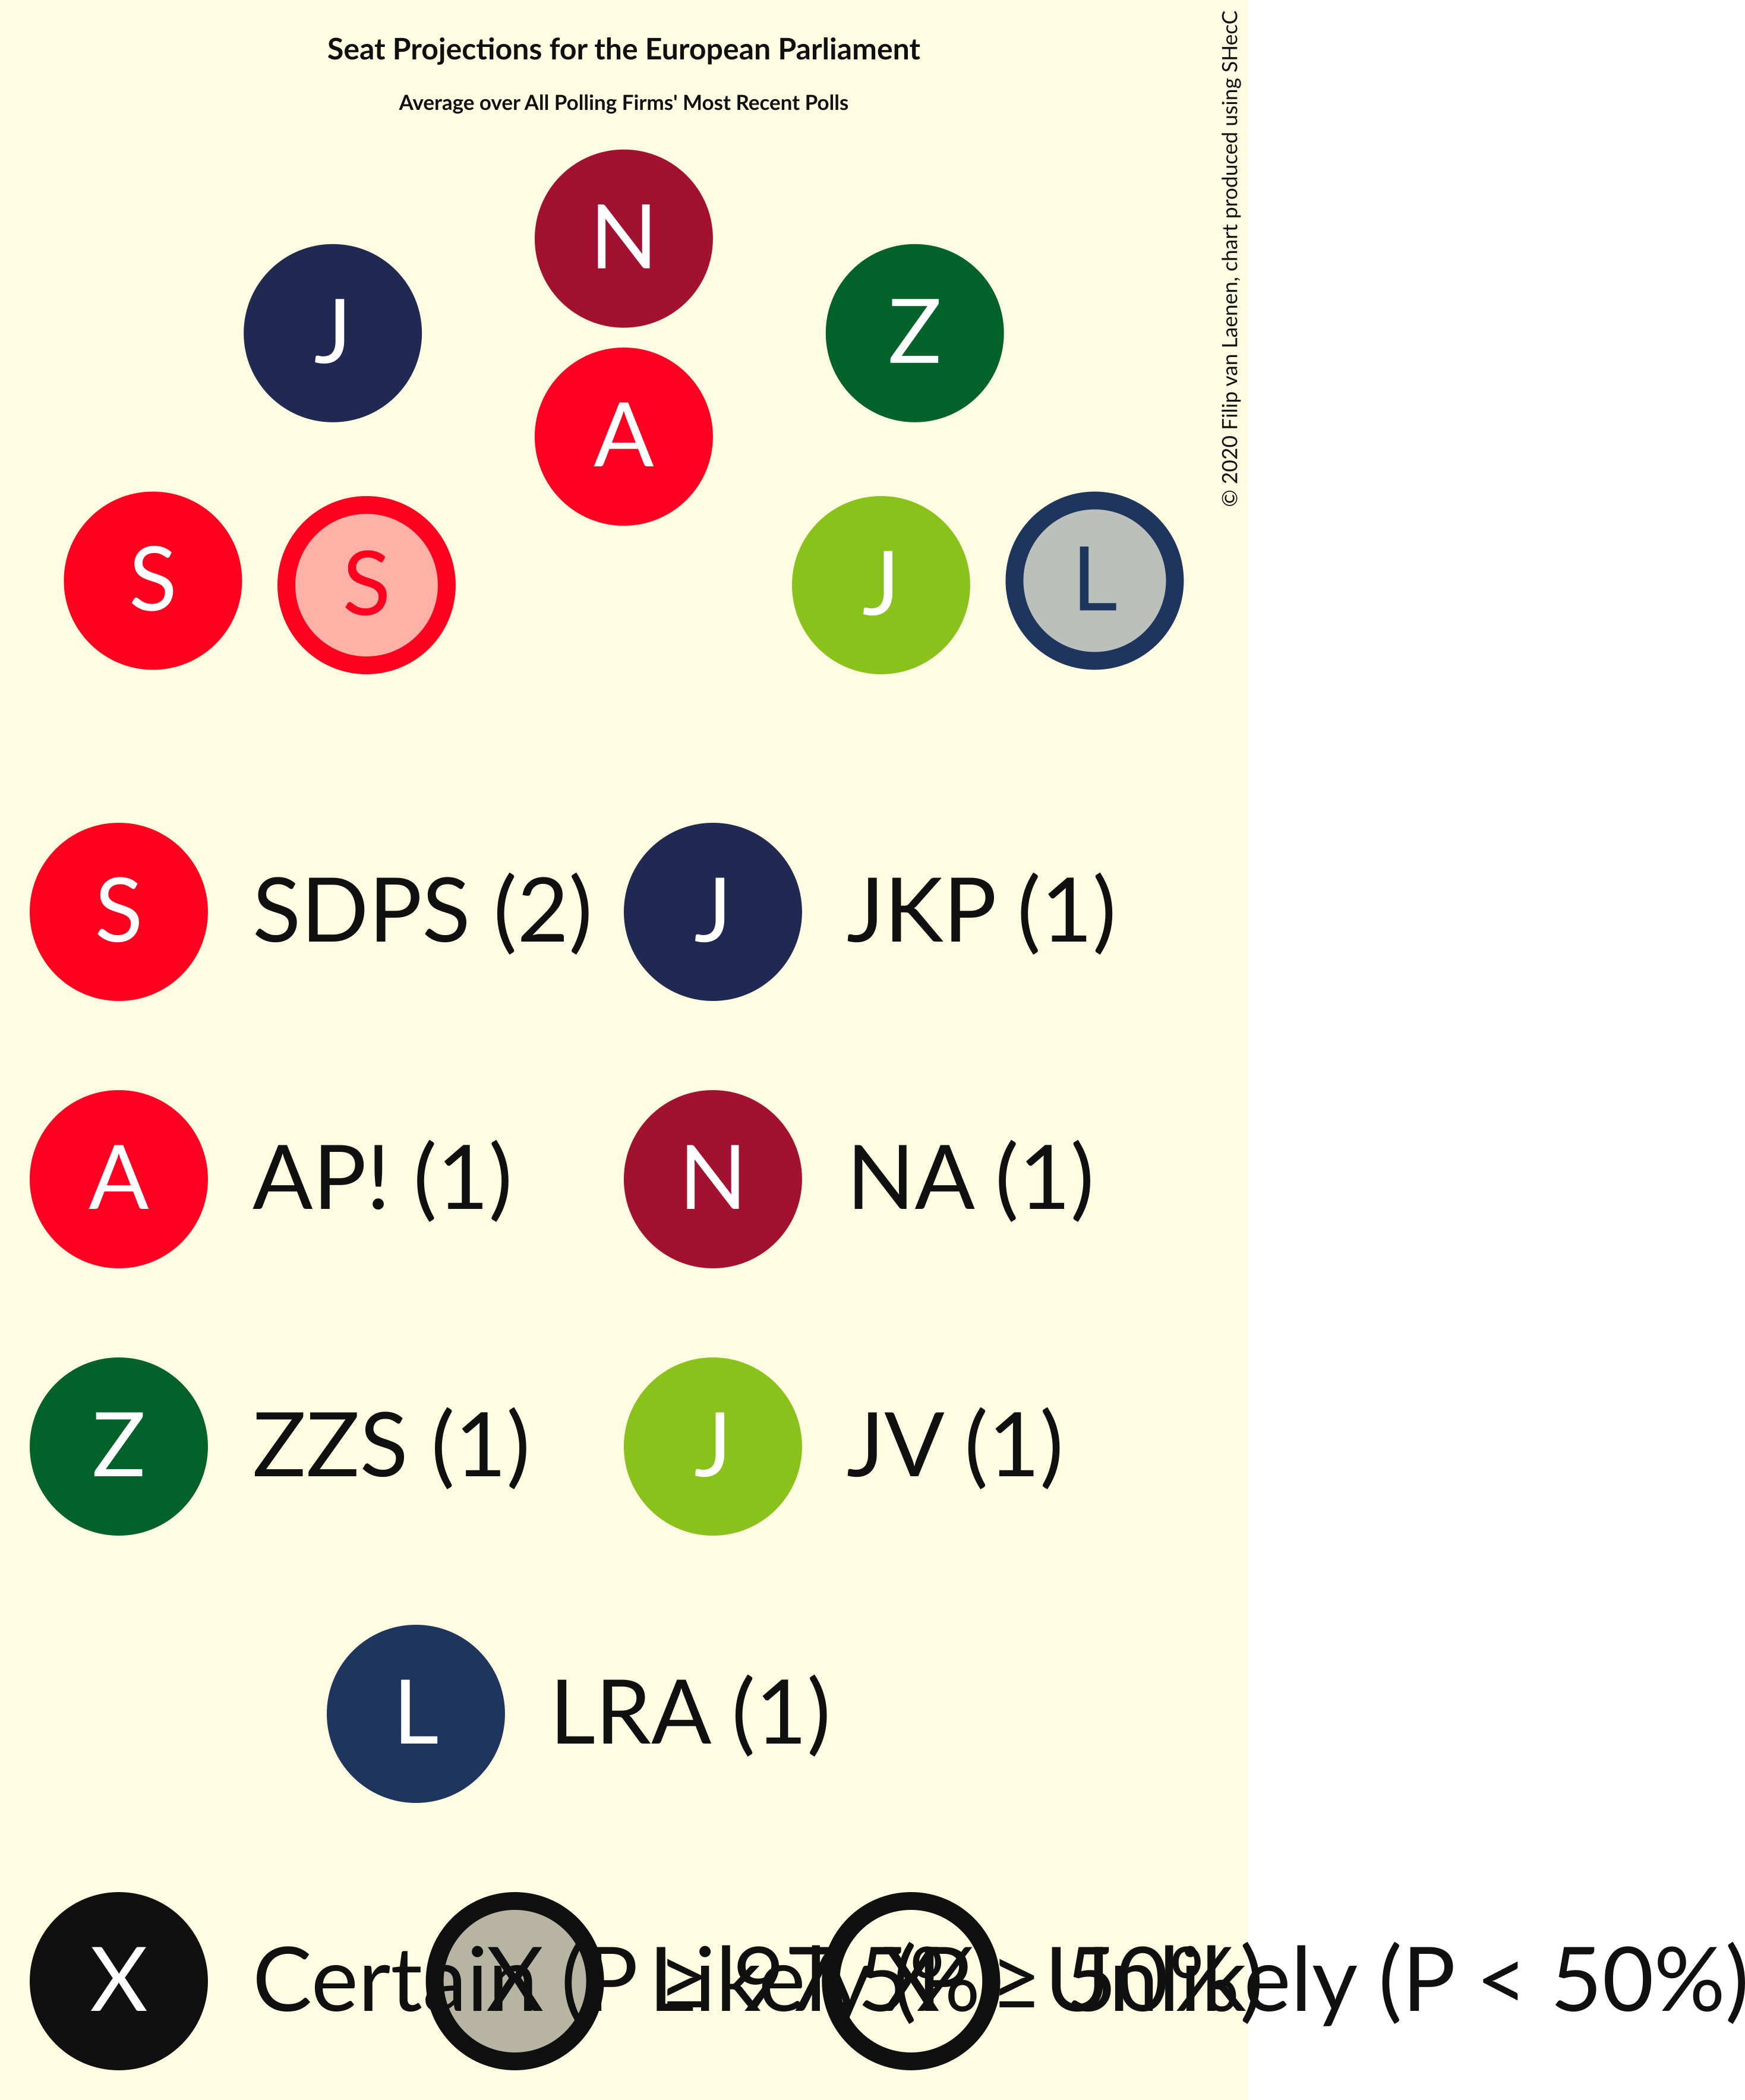 Seat Projections for the European Parliament
Average over All Polling Firms' Most Recent Polls
© 2020 Filip van Laenen, chart produced using SHecC
N
J
Z
A
S
S
J
L
S SDPS (2) J JKP (1)
A AP! (1) N NA (1)
Z ZZS (1) J JV (1)
L LRA (1)
X Certain (P ≥ 97.5%) X Likely (P ≥ 50%) X Unlikely (P < 50%)